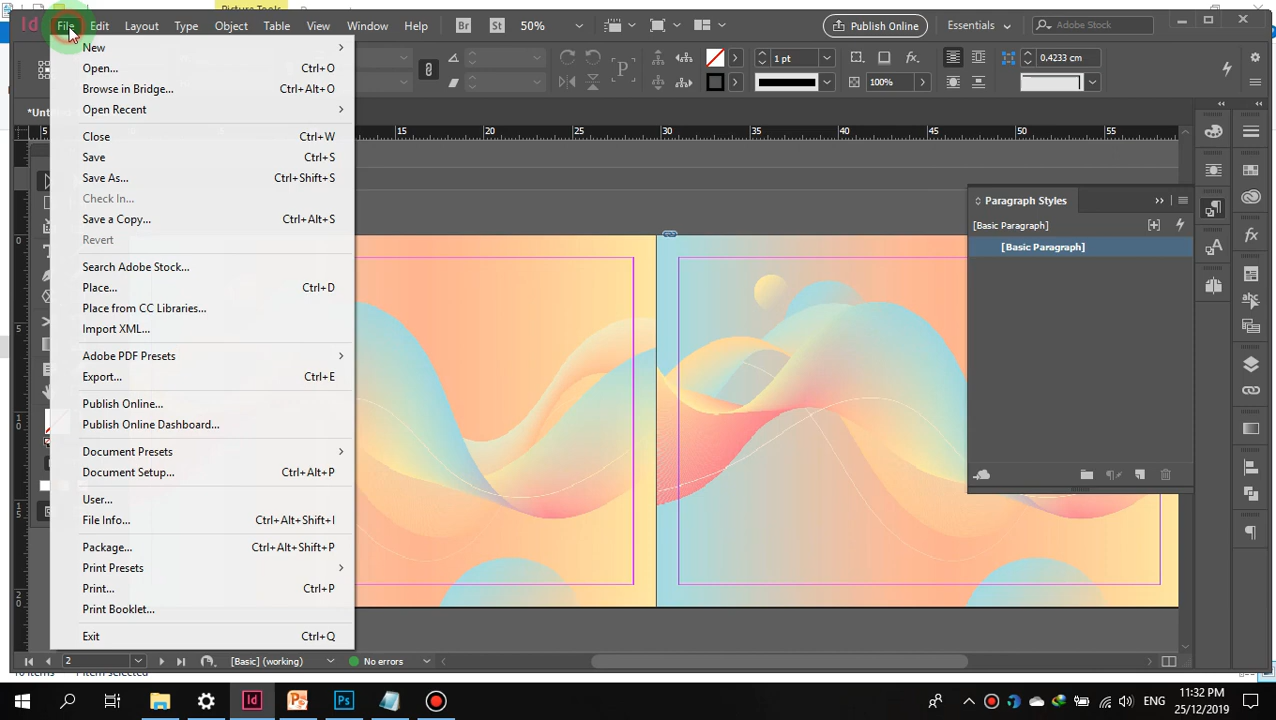 Picture Tools
Id File Edit Layout Type Object Table View Window Help Br St 50% Publish Online Essentials Adobe Stock
1 pt 0.4233 cm
100%
5 15 20 25 30 35 40 45 50 55
New
Open... Ctrl+O
Browse in Bridge... Ctrl+Alt+O
Open Recent
Close Ctrl+W
Save Ctrl+S
Save As... Ctrl+Shift+S
Check In...
Save a Copy... Ctrl+Alt+S
Revert
Search Adobe Stock...
Place... Ctrl+D
Place from CC Libraries...
Import XML...
Adobe PDF Presets
Export... Ctrl+E
Publish Online...
Publish Online Dashboard...
Document Presets
Document Setup... Ctrl+Alt+P
User...
File Info... Ctrl+Alt+Shift+I
Package... Ctrl+Alt+Shift+P
Print Presets
Print... Ctrl+P
Print Booklet...
Exit Ctrl+Q
Paragraph Styles
[Basic Paragraph]
[Basic Paragraph]
2 [Basic] (working) No errors
Id Ps ENG 11:32 PM
25/12/2019